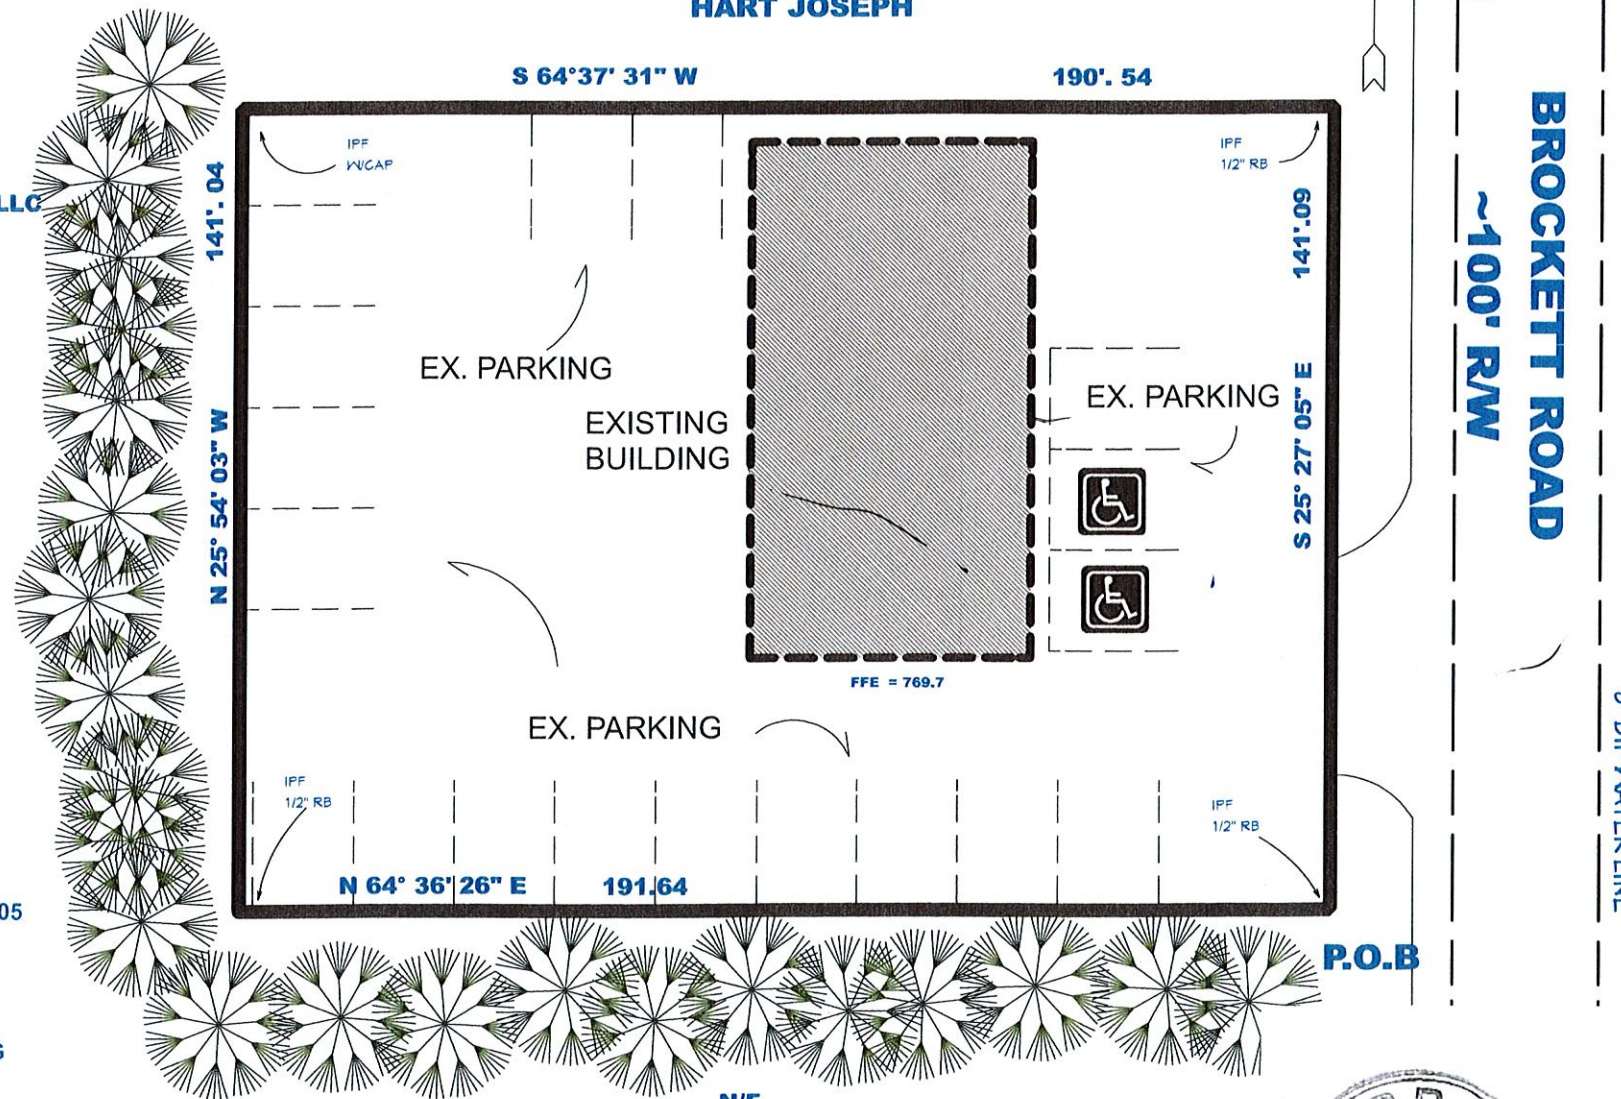 HART JOSEPH
S 64°37' 31" W
190'. 54
IPF
W/CAP
IPF
1/2" RB
LLC
141'. 04
N 25° 54' 03" W
141'.09
S 25° 27' 05" E
BROCKETT ROAD
~100' R/W
EX. PARKING
EXISTING
BUILDING
EX. PARKING
FFE = 769.7
EX. PARKING
IPF
1/2" RB
IPF
1/2" RB
N 64° 36' 26" E
191.64
05
P.O.B
N/F